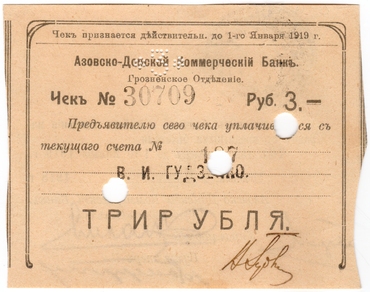 Чекъ признается дѣйствительн. до 1-го Января 1919 г.
Азовско-Донской Коммерческій Банкъ.
Грозненское Отдѣленіе.
Чекъ № 30709 Руб. 3.—
Предъявителю сего чека уплачивается съ
текущаго счета №
В. И. ГУДЗЕНКО.
ТРИ РУБЛЯ.